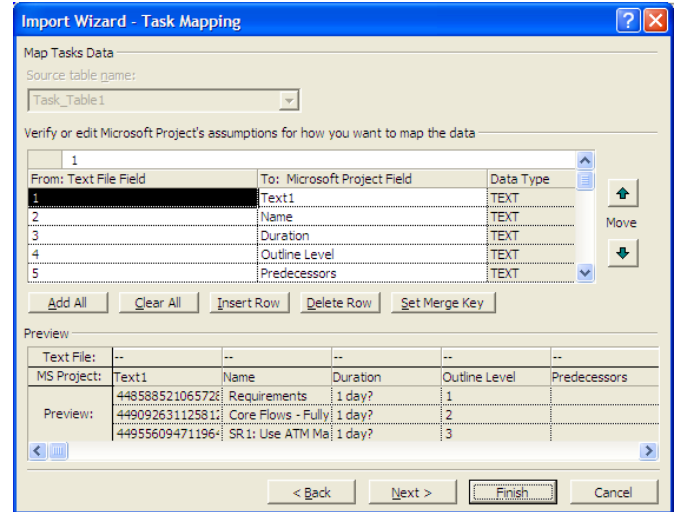 Import Wizard - Task Mapping
Map Tasks Data
Source table name:
Task_Table1
Verify or edit Microsoft Project's assumptions for how you want to map the data
1
From: Text File Field To: Microsoft Project Field Data Type
1 Text1 TEXT
2 Name TEXT
3 Duration TEXT
4 Outline Level TEXT
5 Predecessors TEXT
Move
Add All Clear All Insert Row Delete Row Set Merge Key
Preview
Text File: -- -- -- -- --
MS Project: Text1 Name Duration Outline Level Predecessors
Preview:
448588521065728 Requirements 1 day? 1
449092631125812 Core Flows - Fully 1 day? 2
44955609471196 SR1: Use ATM Ma 1 day? 3
< Back Next > Finish Cancel